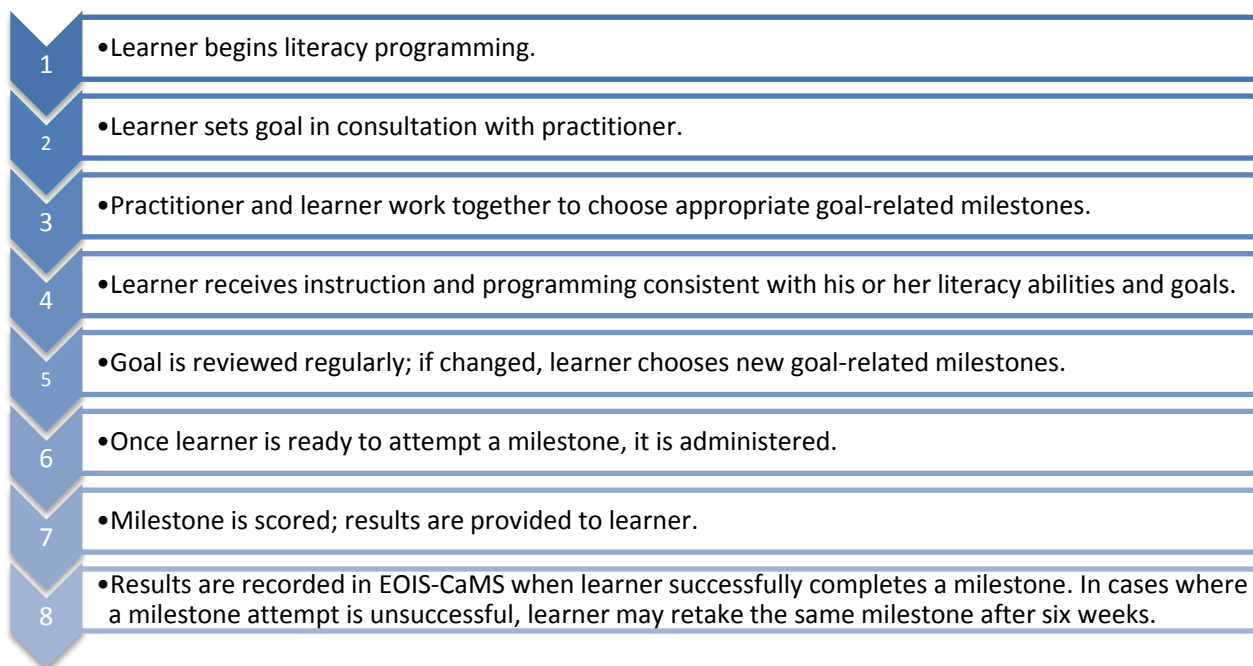 1 •Learner begins literacy programming.
2 •Learner sets goal in consultation with practitioner.
3 •Practitioner and learner work together to choose appropriate goal-related milestones.
4 •Learner receives instruction and programming consistent with his or her literacy abilities and goals.
5 •Goal is reviewed regularly; if changed, learner chooses new goal-related milestones.
6 •Once learner is ready to attempt a milestone, it is administered.
7 •Milestone is scored; results are provided to learner.
8 •Results are recorded in EOIS-CaMS when learner successfully completes a milestone. In cases where
a milestone attempt is unsuccessful, learner may retake the same milestone after six weeks.